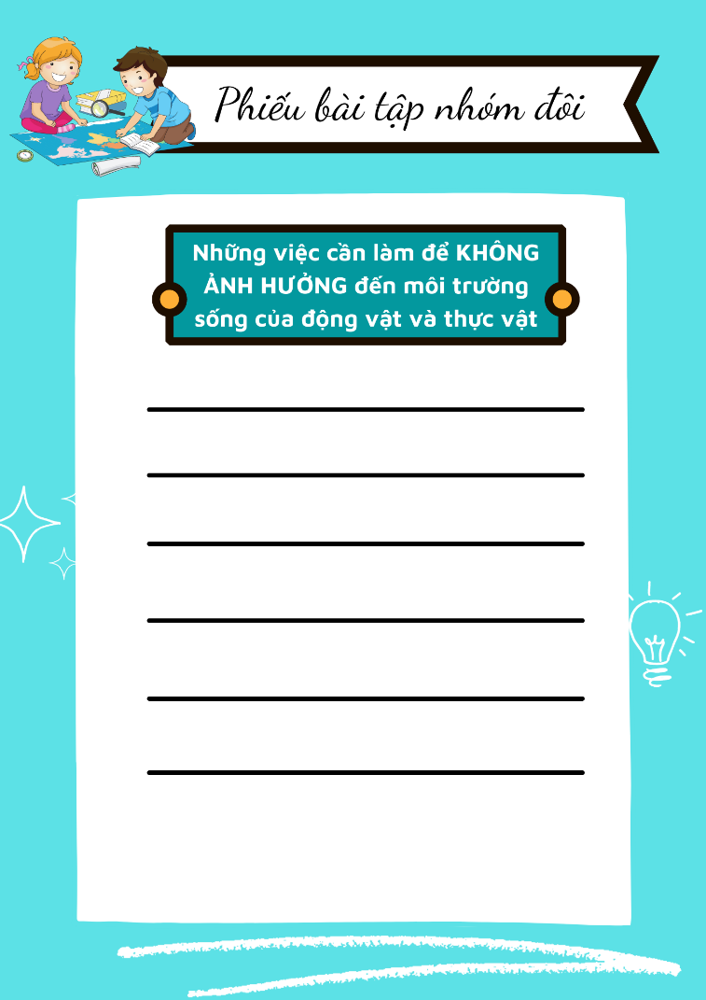 Phiếu bài tập nhóm đôi
Những việc cần làm để KHÔNG
ẢNH HƯỞNG đến môi trường
sống của động vật và thực vật